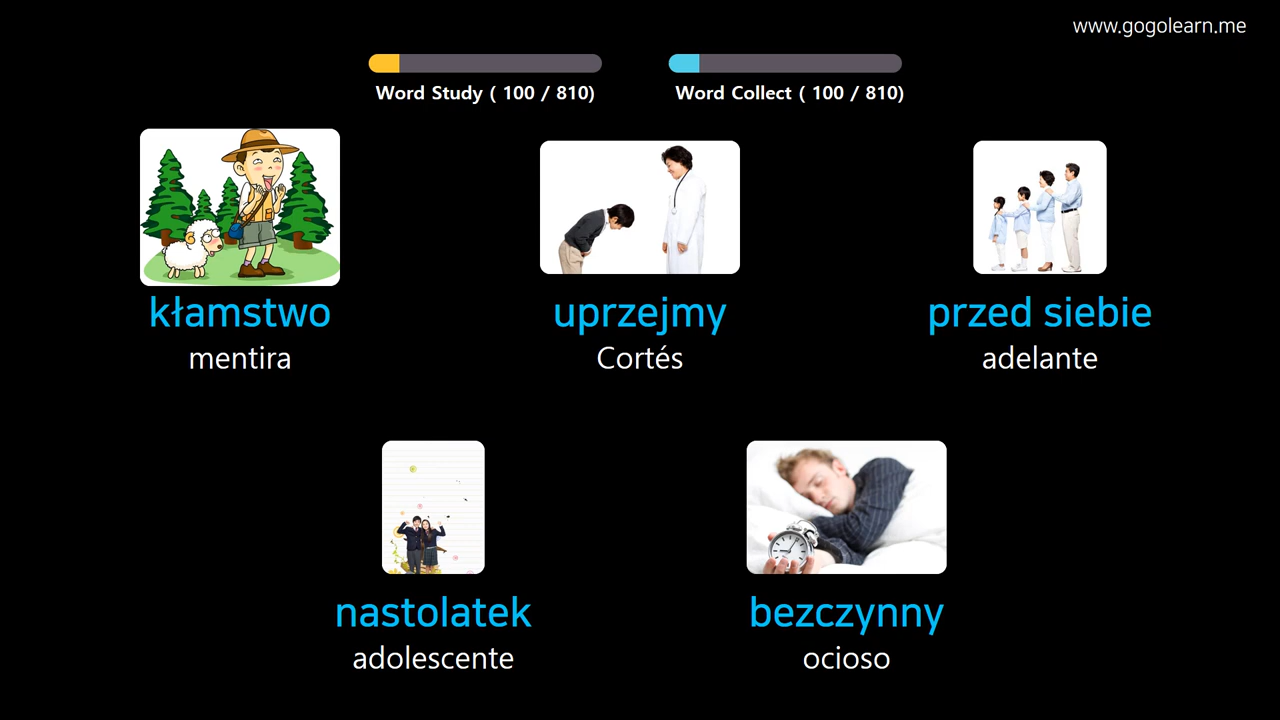 www.gogolearn.me
Word Study ( 100 / 810)
Word Collect ( 100 / 810)
kłamstwo
mentira
uprzejmy
Cortés
przed siebie
adelante
nastolatek
adolescente
bezczynny
ocioso